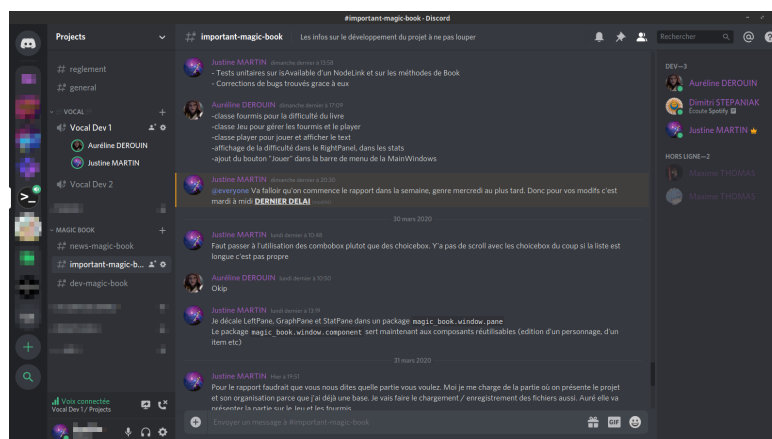 #important-magic-book - Discord
Projects
# reglement
# general
VOCAL
Vocal Dev 1
Auréline DEROUIN
Justine MARTIN
Vocal Dev 2
MAGIC BOOK
# news-magic-book
# important-magic-b...
# dev-magic-book
Voix connectée
Vocal Dev 1 / Projects
important-magic-book
Les infos sur le développement du projet à ne pas louper
Rechercher
Justine MARTIN dimanche dernier à 13:58
- Tests unitaires sur isAvailable d'un NodeLink et sur les méthodes de Book
- Corrections de bugs trouvés grace à eux
Auréline DEROUIN dimanche dernier à 17:09
-classe fourmis pour la difficulté du livre
-classe Jeu pour gérer les fourmis et le player
-classe player pour jouer et afficher le text
-affichage de la difficulté dans le RightPanel, dans les stats
-ajout du bouton "Jouer" dans la barre de menu de la MainWindows
Justine MARTIN dimanche dernier à 20:30
@everyone Va falloir qu'on commence le rapport dans la semaine, genre mercredi au plus tard. Donc pour vos modifs c'est
mardi à midi DERNIER DELAI (modifié)
30 mars 2020
Justine MARTIN lundi dernier à 10:48
Faut passer à l'utilisation des combobox plutot que des choicebox. Y'a pas de scroll avec les choicebox du coup si la liste est
longue c'est pas propre
Auréline DEROUIN lundi dernier à 10:50
Okip
Justine MARTIN lundi dernier à 13:19
Je décale LeftPane, GraphPane et StatPane dans un package magic_book.window.pane
Le package magic_book.window.component sert maintenant aux composants réutilisables (edition d'un personnage, d'un
item etc)
31 mars 2020
Justine MARTIN Hier à 19:51
Pour le rapport faudrait que vous nous dites quelle partie vous voulez. Moi je me charge de la partie où on présente le projet
et son organisation parce que j'ai déjà une base. Je vais faire le chargement / enregistrement des fichiers aussi. Auré elle va
présenter la partie sur le Jeu et les fourmis
Envoyer un message à #important-magic-book
GIF
DEV—3
Auréline DEROUIN
Dimitri STEPANIAK
Écoute Spotify
Justine MARTIN
HORS LIGNE—2
Maxime THOMAS
Maxime THOMAS